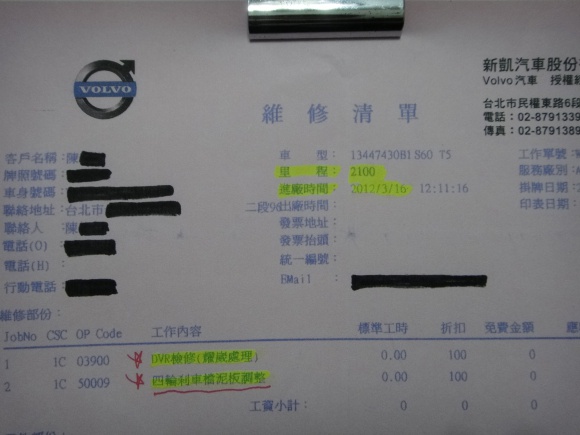 VOLVO
新凱汽車股份
Volvo汽車 授權
維修清單
台北市民權東路6段
電話：02-8791339
傳真：02-8791389
客戶名稱：陳
車 型：1344743OB1 S60 T5
工作單號：
牌照號碼：
里 程：2100
服務廠別：
車身號碼：
進廠時間：2012/3/16 12:11:16
掛牌日期：
聯絡地址：台北市 二段9
出廠時間：
印表日期：
聯絡人：陳
發票地址：
電話(O)：
發票抬頭：
電話(H)：
統一編號：
行動電話：
EMail：
維修部份：
JobNo CSC OP Code 工作內容 標準工時 折扣 免費金額
1 1C 03900 DVR檢修(鑼嵌處理) 0.00 100 0
2 1C 50009 四輪利車檔泥板調整 0.00 100 0
工資小計： 0 0 0